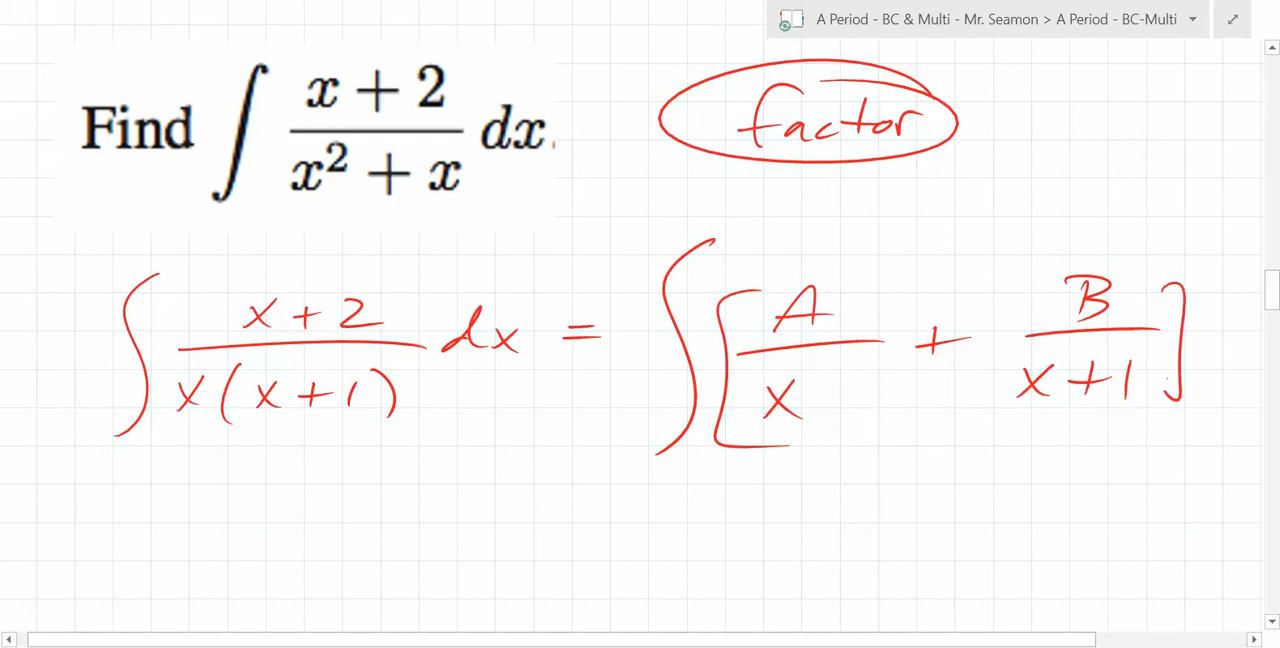 A Period - BC & Multi - Mr. Seamon > A Period - BC-Multi
Find ∫ (x + 2)/(x² + x) dx.
factor
∫ (x + 2)/(x(x + 1)) dx = ∫ [A/x + B/(x + 1)]